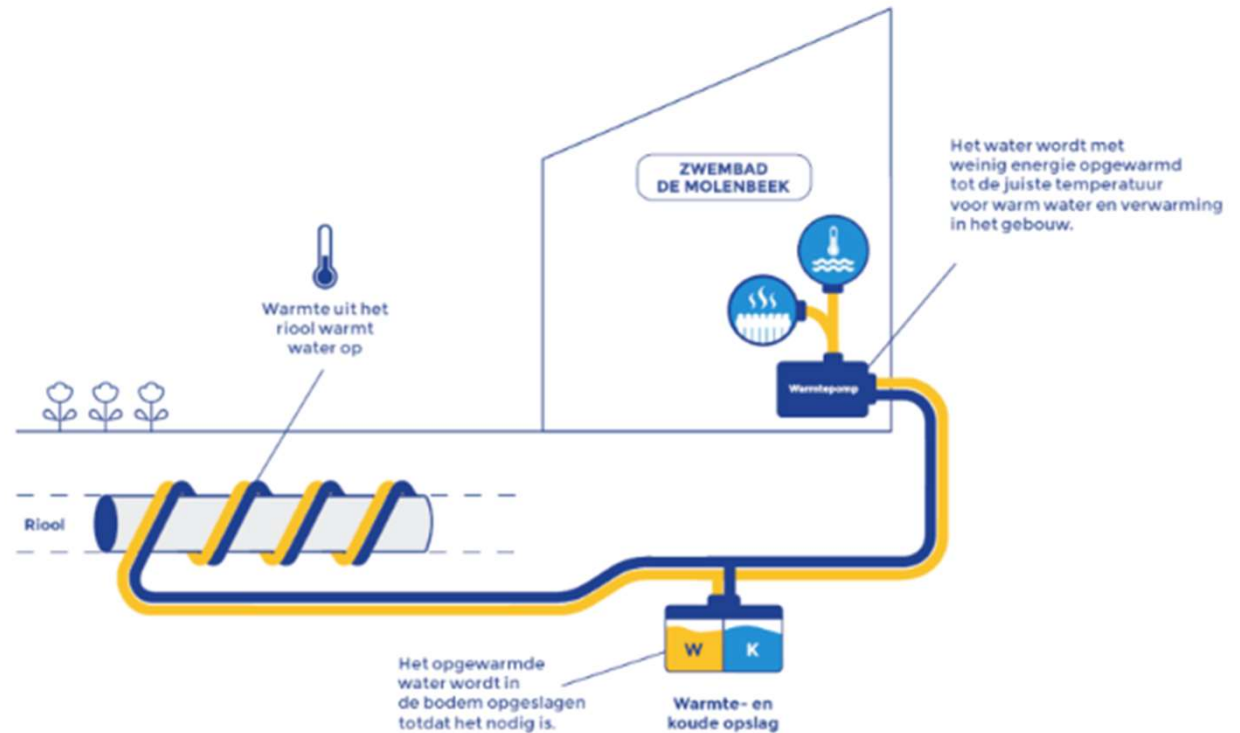 ZWEMBAD
DE MOLENBEEK
Het water wordt met
weinig energie opgewarmd
tot de juiste temperatuur
voor warm water en verwarming
in het gebouw.
Warmte uit het
riool warmt
water op
Warmtepomp
Riool
W
K
Het opgewarmde
water wordt in
de bodem opgeslagen
totdat het nodig is.
Warmte- en
koude opslag